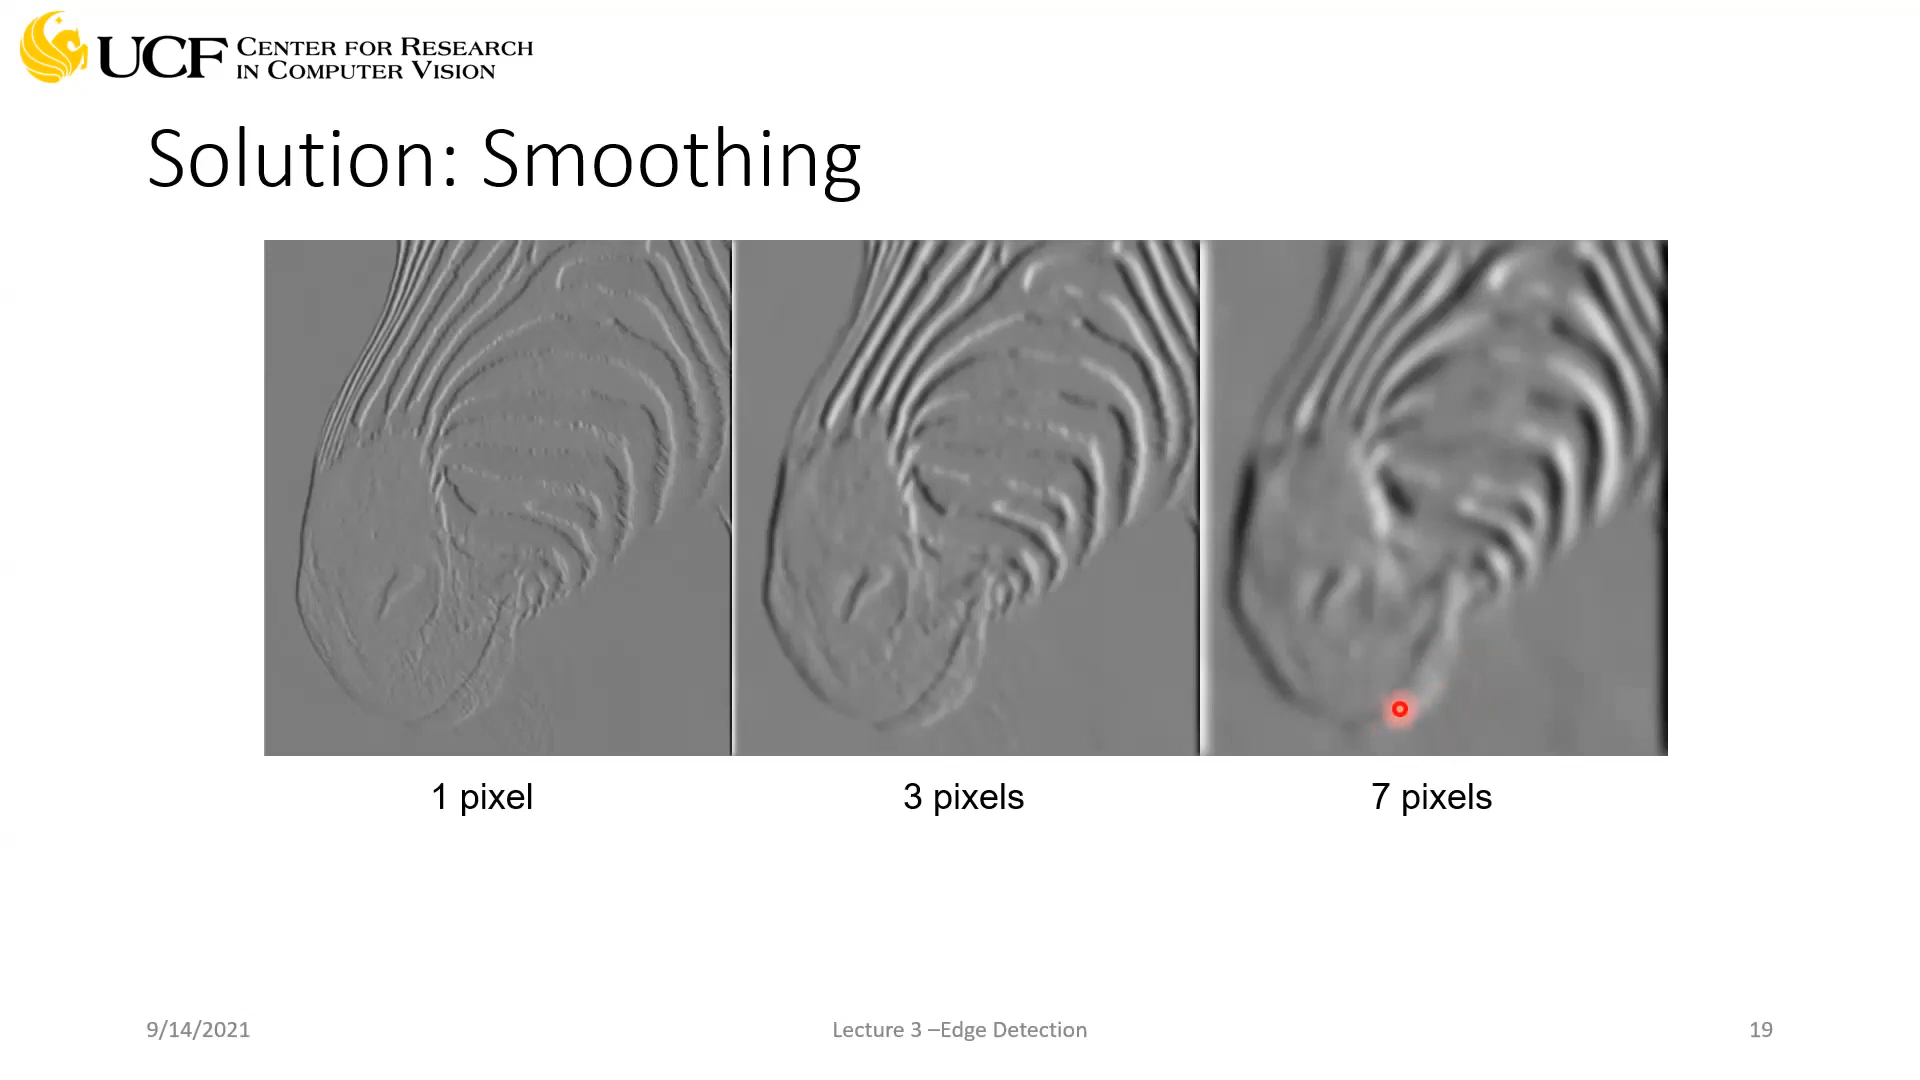 UCF CENTER FOR RESEARCH
IN COMPUTER VISION
Solution: Smoothing
1 pixel
3 pixels
7 pixels
9/14/2021
Lecture 3 –Edge Detection
19